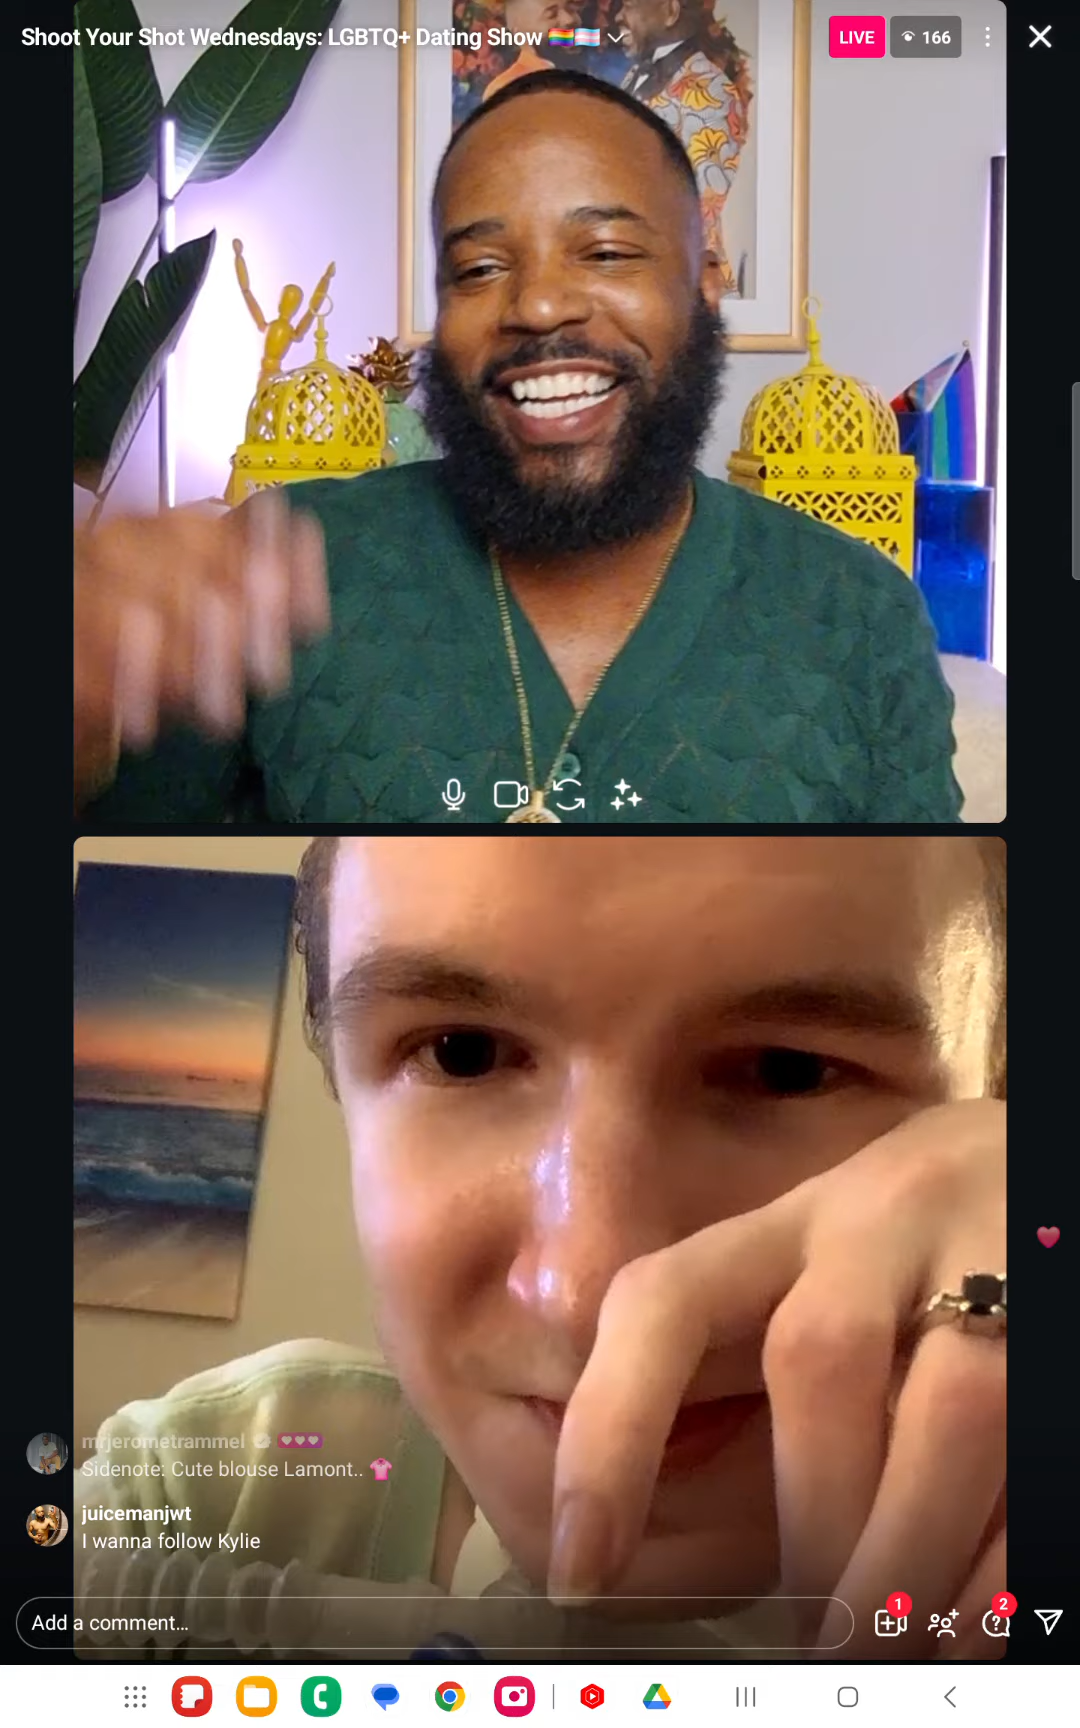 Shoot Your Shot Wednesdays: LGBTQ+ Dating Show 🏳️‍🌈🏳️‍⚧️
LIVE
166
mrjerometrammel
Sidenote: Cute blouse Lamont.. 👚
juicemanjwt
I wanna follow Kylie
Add a comment...
1
2